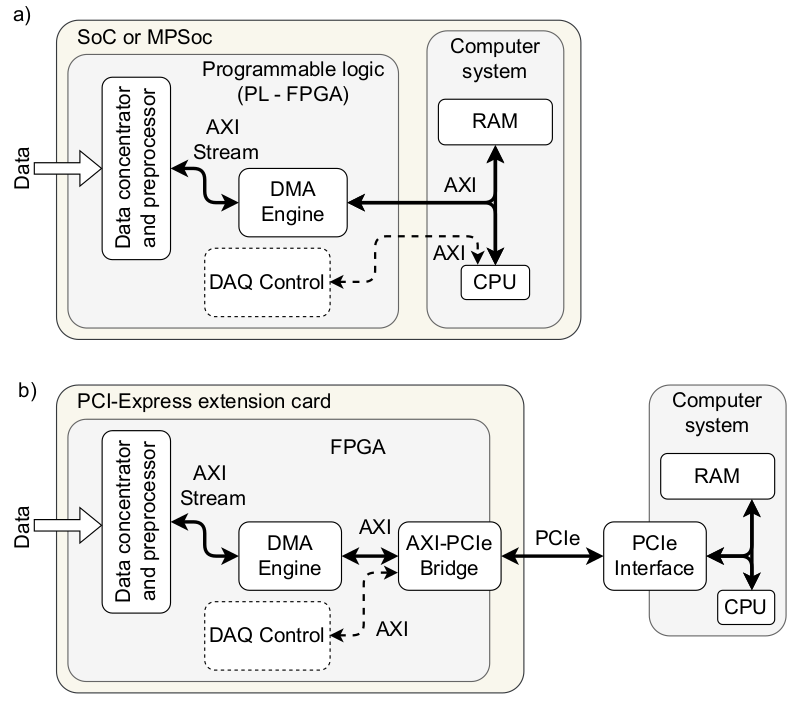 a)
SoC or MPSoc
Programmable logic
(PL - FPGA)
Computer
system
Data
Data concentrator
and preprocessor
AXI
Stream
DMA
Engine
RAM
AXI
AXI
DAQ Control
CPU
b)
PCI-Express extension card
FPGA
Computer
system
Data
Data concentrator
and preprocessor
AXI
Stream
DMA
Engine
AXI
AXI-PCIe
Bridge
PCIe
PCIe
Interface
RAM
CPU
DAQ Control
AXI